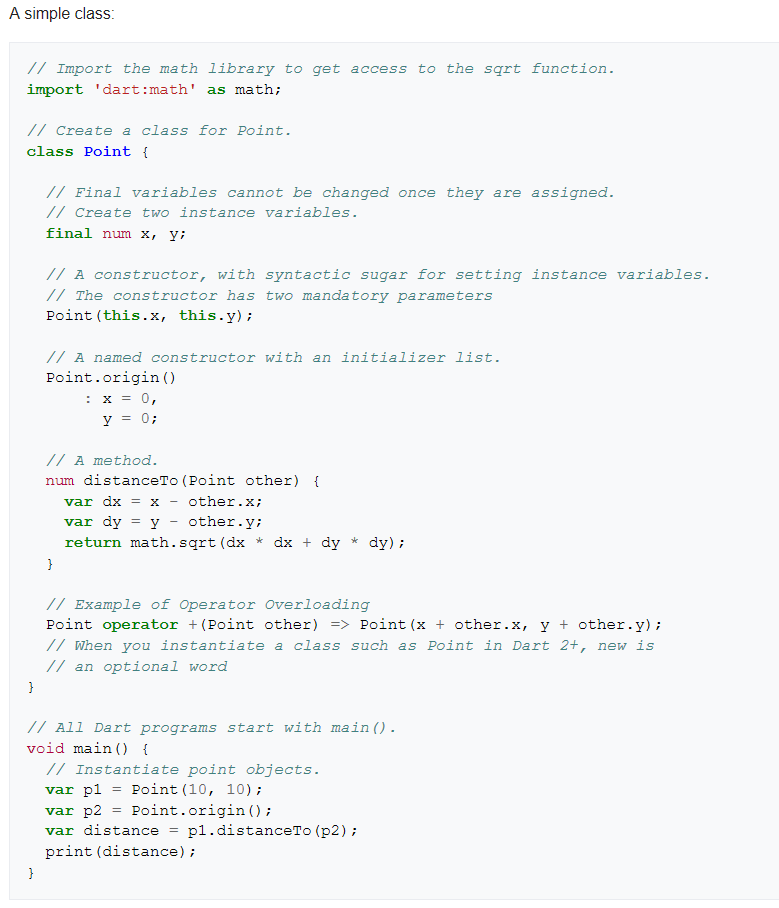 A simple class:
// Import the math library to get access to the sqrt function.
import 'dart:math' as math;
// Create a class for Point.
class Point {
// Final variables cannot be changed once they are assigned.
// Create two instance variables.
final num x, y;
// A constructor, with syntactic sugar for setting instance variables.
// The constructor has two mandatory parameters
Point(this.x, this.y);
// A named constructor with an initializer list.
Point.origin()
: x = 0,
y = 0;
// A method.
num distanceTo(Point other) {
var dx = x - other.x;
var dy = y - other.y;
return math.sqrt(dx * dx + dy * dy);
}
// Example of Operator Overloading
Point operator +(Point other) => Point(x + other.x, y + other.y);
// When you instantiate a class such as Point in Dart 2+, new is
// an optional word
}
// All Dart programs start with main().
void main() {
// Instantiate point objects.
var p1 = Point(10, 10);
var p2 = Point.origin();
var distance = p1.distanceTo(p2);
print(distance);
}